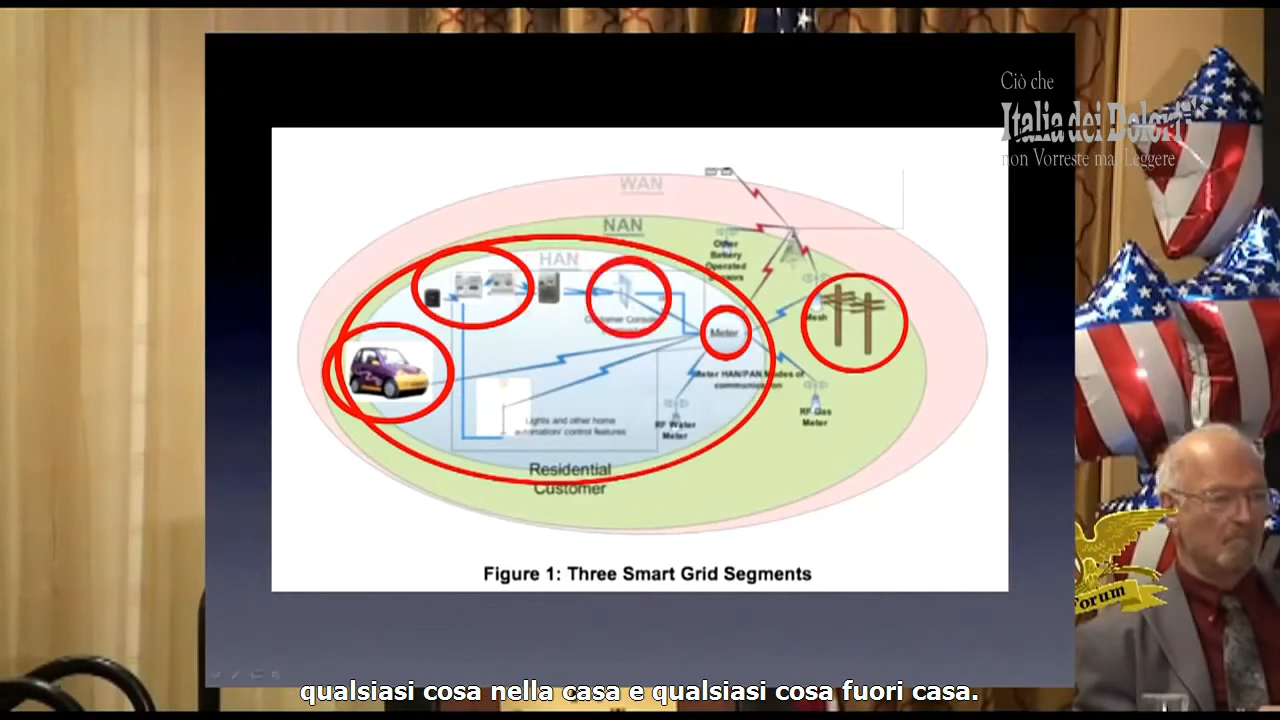 Ciò che
Italia dei Dolori
non Vorreste mai Leggere
WAN
NAN
HAN
Other
Battery
Operated
Customer Console
Meter
Mesh
Meter HAN/PAN Modes of
communication
Lights and other home
automation/ control features
RF Water
Meter
RF Gas
Meter
Residential
Customer
Figure 1: Three Smart Grid Segments
Forum
qualsiasi cosa nella casa e qualsiasi cosa fuori casa.